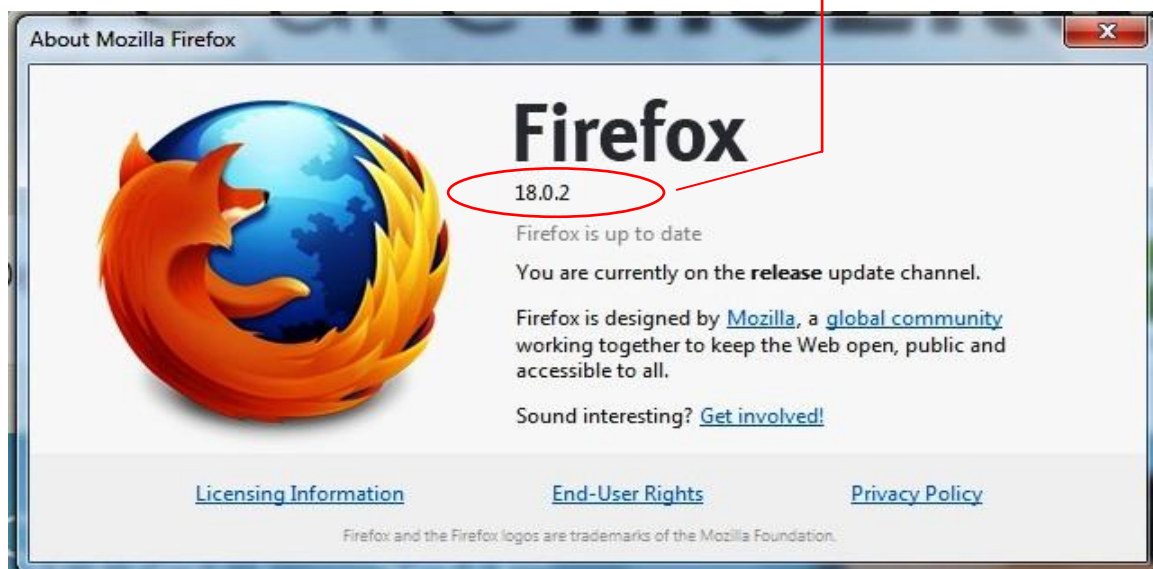 About Mozilla Firefox
Firefox
18.0.2
Firefox is up to date
You are currently on the release update channel.
Firefox is designed by Mozilla, a global community
working together to keep the Web open, public and
accessible to all.
Sound interesting? Get involved!
Licensing Information End-User Rights Privacy Policy
Firefox and the Firefox logos are trademarks of the Mozilla Foundation.